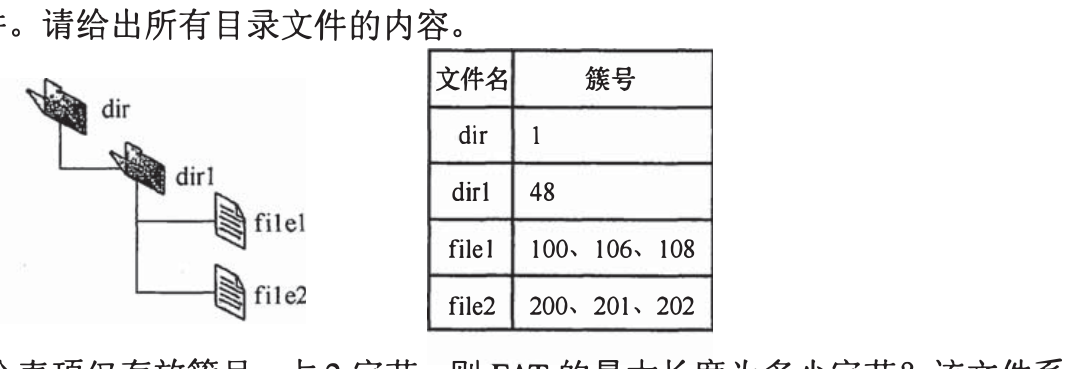 。请给出所有目录文件的内容。
dir
dir1
file1
file2
文件名 簇号
dir 1
dir1 48
file1 100、106、108
file2 200、201、202